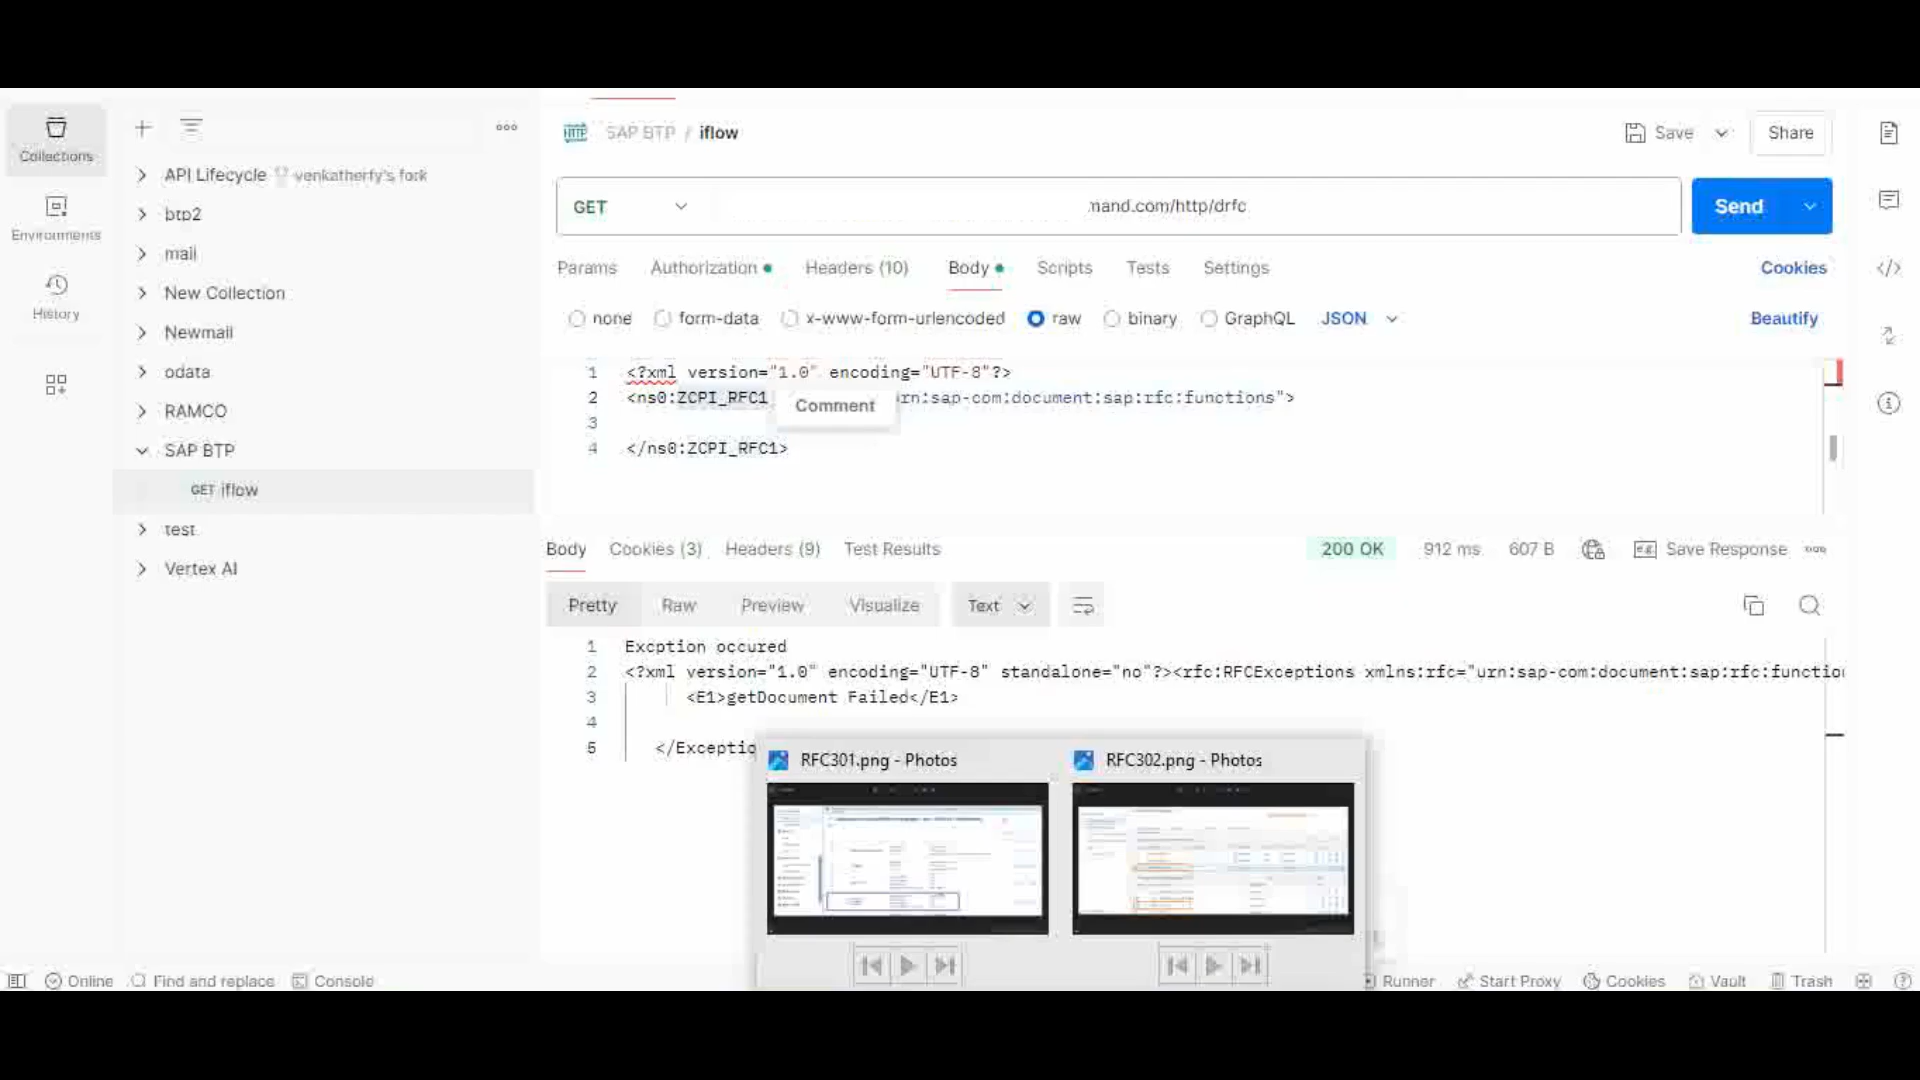 Collections
Environments
History
API Lifecycle venkatherfy's fork
btp2
mail
New Collection
Newmail
odata
RAMCO
SAP BTP
GET iflow
test
Vertex AI
HTTP SAP BTP / iflow
Save
Share
GET
mand.com/http/drfc
Send
Params
Authorization
Headers (10)
Body
Scripts
Tests
Settings
Cookies
none
form-data
x-www-form-urlencoded
raw
binary
GraphQL
JSON
Beautify
1 <?xml version="1.0" encoding="UTF-8"?>
2 <ns0:ZCPI_RFC1 rn:sap-com:document:sap:rfc:functions">
Comment
3
4 </ns0:ZCPI_RFC1>
Body
Cookies (3)
Headers (9)
Test Results
200 OK
912 ms
607 B
Save Response
Pretty
Raw
Preview
Visualize
Text
1 Excption occured
2 <?xml version="1.0" encoding="UTF-8" standalone="no"?><rfc:RFCExceptions xmlns:rfc="urn:sap-com:document:sap:rfc:functio
3 <E1>getDocument Failed</E1>
4
5 </Exceptio
RFC301.png - Photos
RFC302.png - Photos
Online
Find and replace
Console
Runner
Start Proxy
Cookies
Vault
Trash